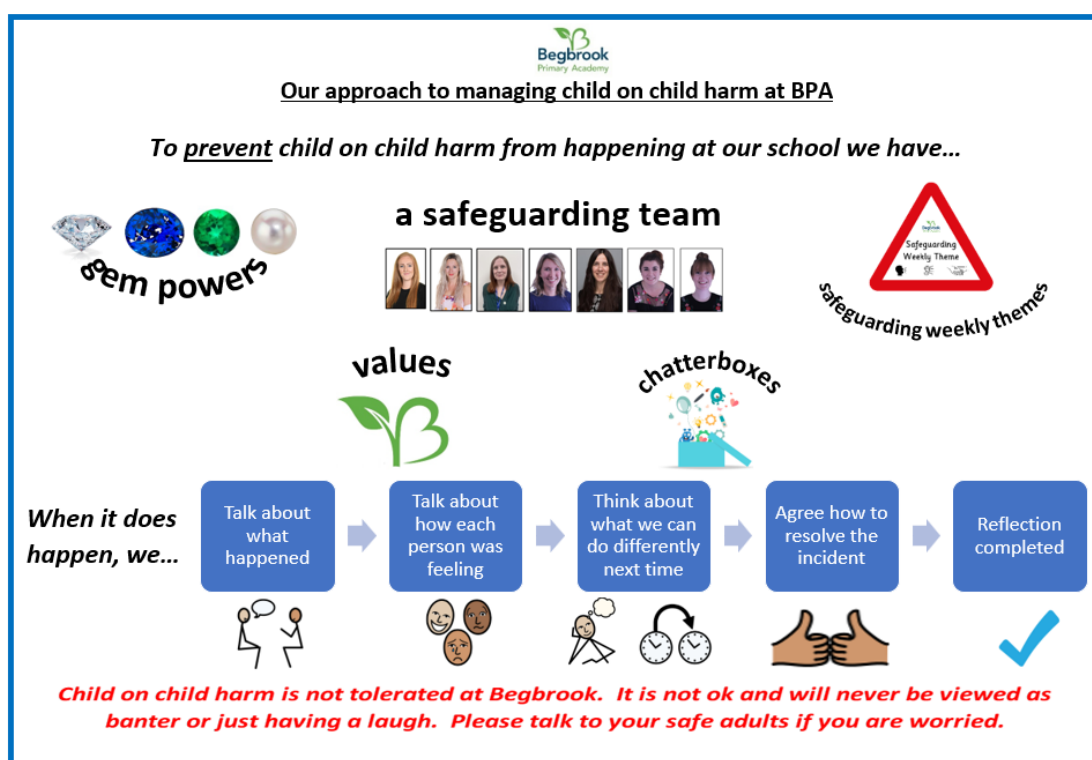 Begbrook
Primary Academy
Our approach to managing child on child harm at BPA
To prevent child on child harm from happening at our school we have...
gem powers
a safeguarding team
Begbrook
Safeguarding
Weekly Theme
safeguarding weekly themes
values
chatterboxes
When it does
happen, we...
Talk about
what
happened
Talk about
how each
person was
feeling
Think about
what we can
do differently
next time
Agree how to
resolve the
incident
Reflection
completed
Child on child harm is not tolerated at Begbrook. It is not ok and will never be viewed as
banter or just having a laugh. Please talk to your safe adults if you are worried.